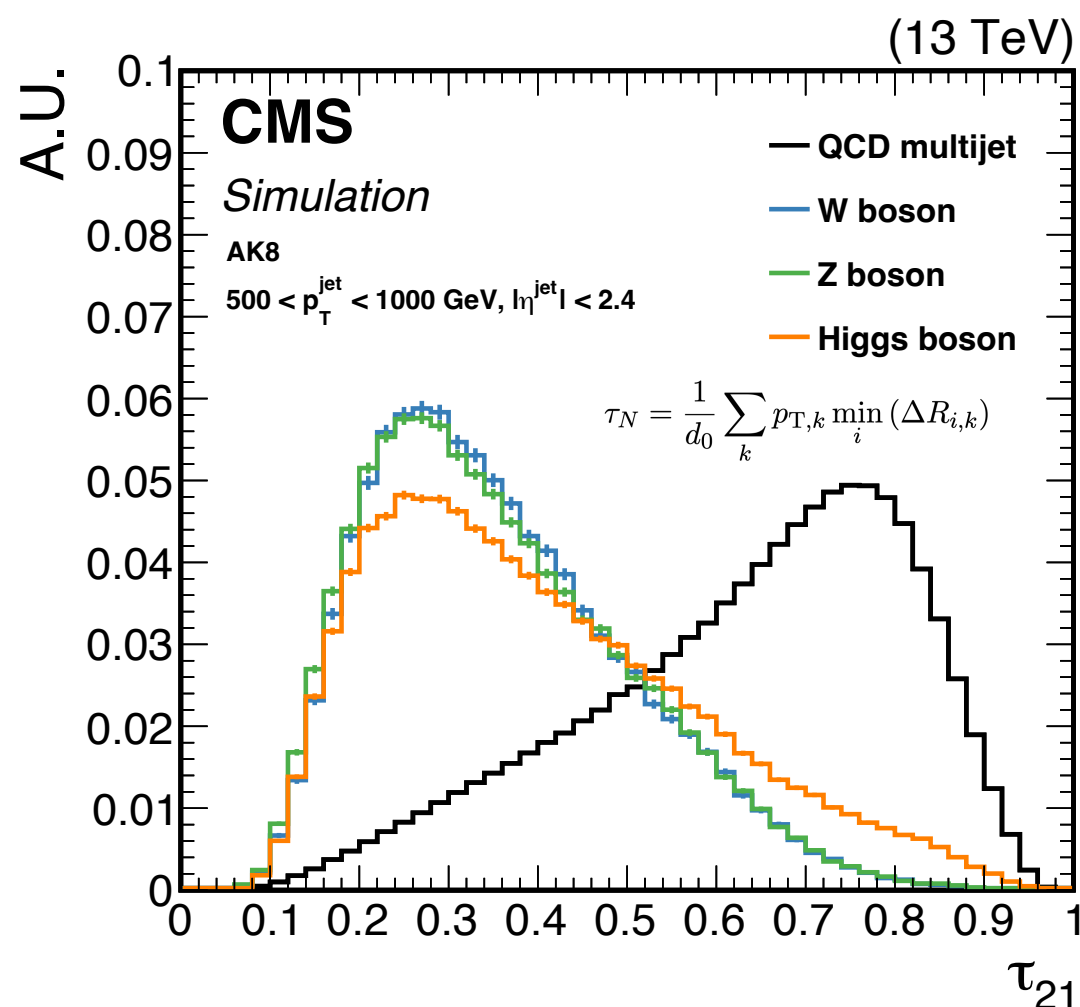 (13 TeV)
A.U.
CMS
Simulation
AK8
500 < p_T^jet < 1000 GeV, |η^jet| < 2.4
QCD multijet
W boson
Z boson
Higgs boson
τ_N = 1/d_0 ∑_k p_{T,k} min_i (ΔR_{i,k})
0.1
0.09
0.08
0.07
0.06
0.05
0.04
0.03
0.02
0.01
0
0 0.1 0.2 0.3 0.4 0.5 0.6 0.7 0.8 0.9 1
τ_21